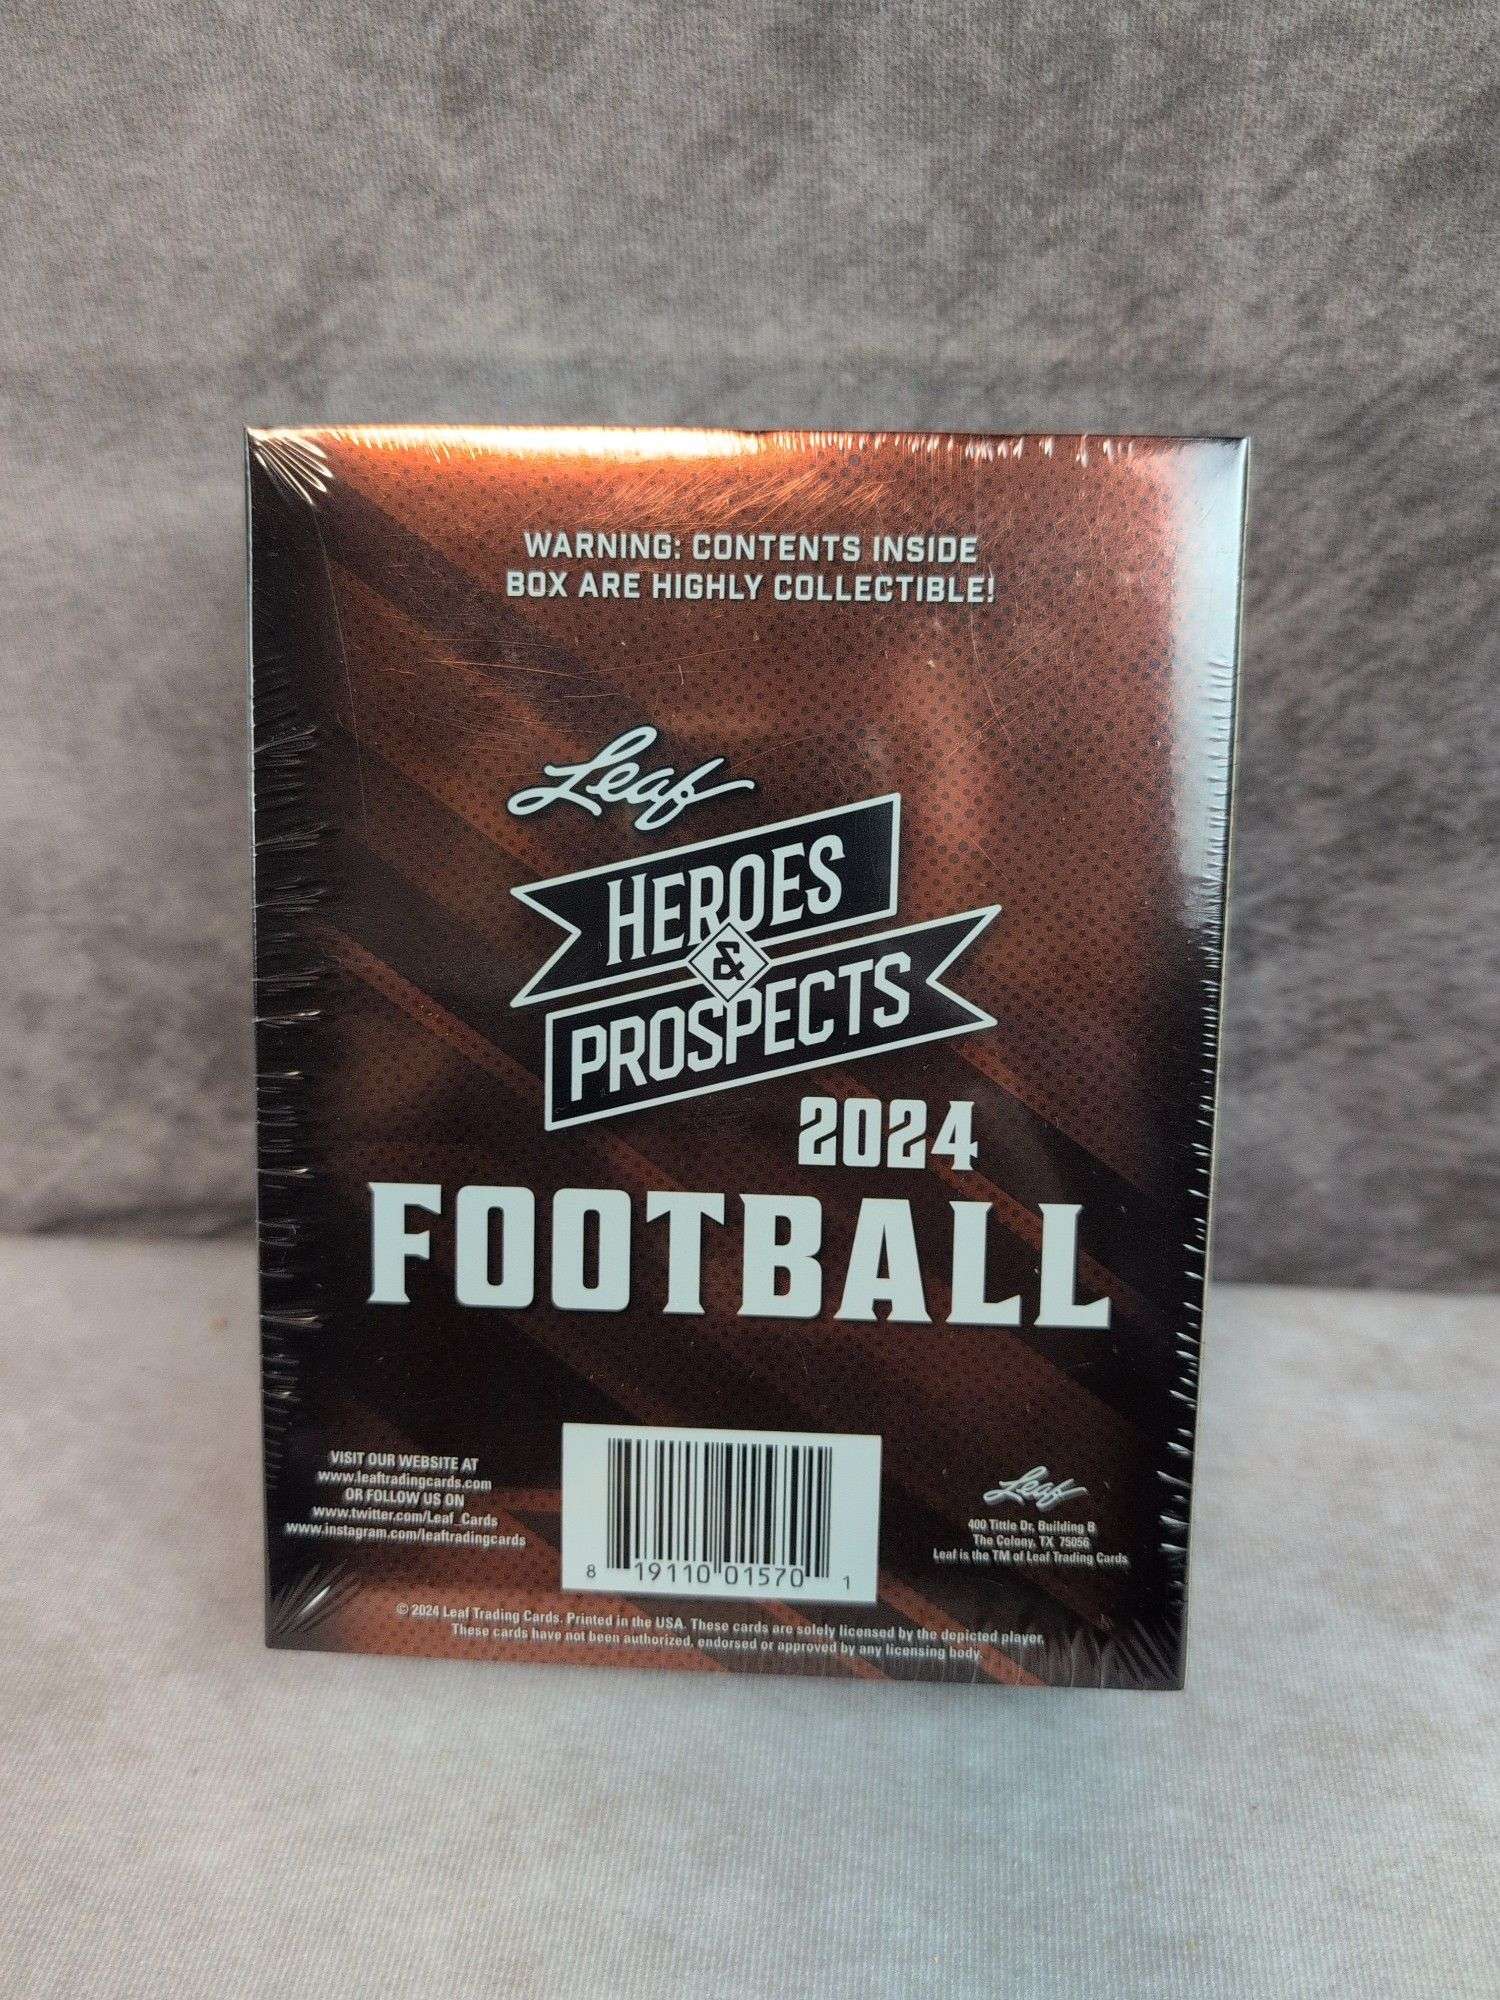 WARNING: CONTENTS INSIDE
BOX ARE HIGHLY COLLECTIBLE!
Leaf
HEROES
&
PROSPECTS
2024
FOOTBALL
VISIT OUR WEBSITE AT
www.leaftradingcards.com
OR FOLLOW US ON
www.twitter.com/Leaf_Cards
www.instagram.com/leaftradingcards
8 19110 01570 1
Leaf
400 Tittle Dr, Building B
The Colony, TX 75056
Leaf is the TM of Leaf Trading Cards
© 2024 Leaf Trading Cards. Printed in the USA. These cards are solely licensed by the depicted player.
These cards have not been authorized, endorsed or approved by any licensing body.